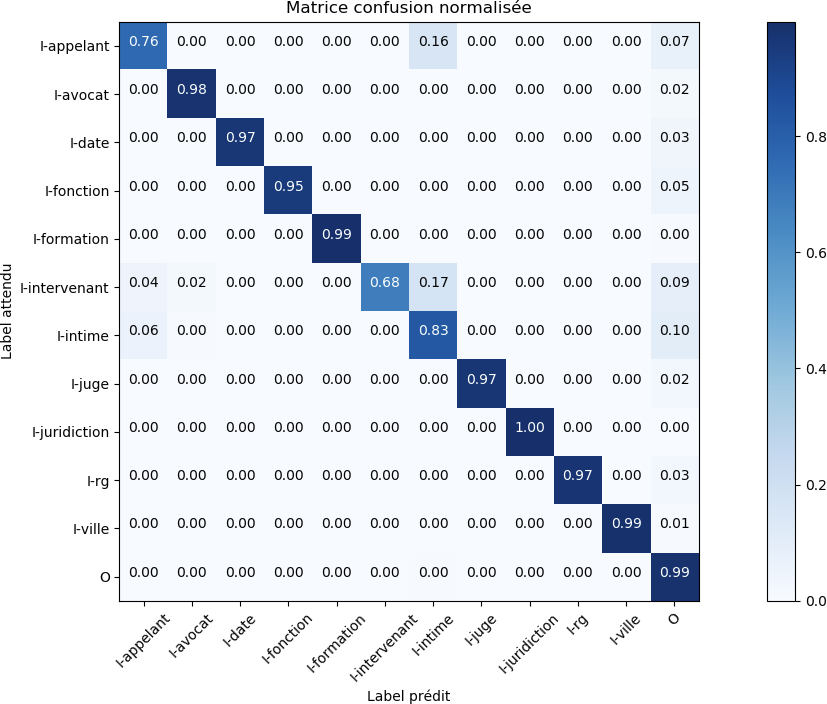 Matrice confusion normalisée
I-appelant 0.76 0.00 0.00 0.00 0.00 0.00 0.16 0.00 0.00 0.00 0.00 0.07
I-avocat 0.00 0.98 0.00 0.00 0.00 0.00 0.00 0.00 0.00 0.00 0.00 0.02
I-date 0.00 0.00 0.97 0.00 0.00 0.00 0.00 0.00 0.00 0.00 0.00 0.03
I-fonction 0.00 0.00 0.00 0.95 0.00 0.00 0.00 0.00 0.00 0.00 0.00 0.05
I-formation 0.00 0.00 0.00 0.00 0.99 0.00 0.00 0.00 0.00 0.00 0.00 0.00
I-intervenant 0.04 0.02 0.00 0.00 0.00 0.68 0.17 0.00 0.00 0.00 0.00 0.09
I-intime 0.06 0.00 0.00 0.00 0.00 0.00 0.83 0.00 0.00 0.00 0.00 0.10
I-juge 0.00 0.00 0.00 0.00 0.00 0.00 0.00 0.97 0.00 0.00 0.00 0.02
I-juridiction 0.00 0.00 0.00 0.00 0.00 0.00 0.00 0.00 1.00 0.00 0.00 0.00
I-rg 0.00 0.00 0.00 0.00 0.00 0.00 0.00 0.00 0.00 0.97 0.00 0.03
I-ville 0.00 0.00 0.00 0.00 0.00 0.00 0.00 0.00 0.00 0.00 0.99 0.01
O 0.00 0.00 0.00 0.00 0.00 0.00 0.00 0.00 0.00 0.00 0.00 0.99
I-appelant I-avocat I-date I-fonction I-formation I-intervenant I-intime I-juge I-juridiction I-rg I-ville O
Label attendu
Label prédit
0.8
0.6
0.4
0.2
0.0